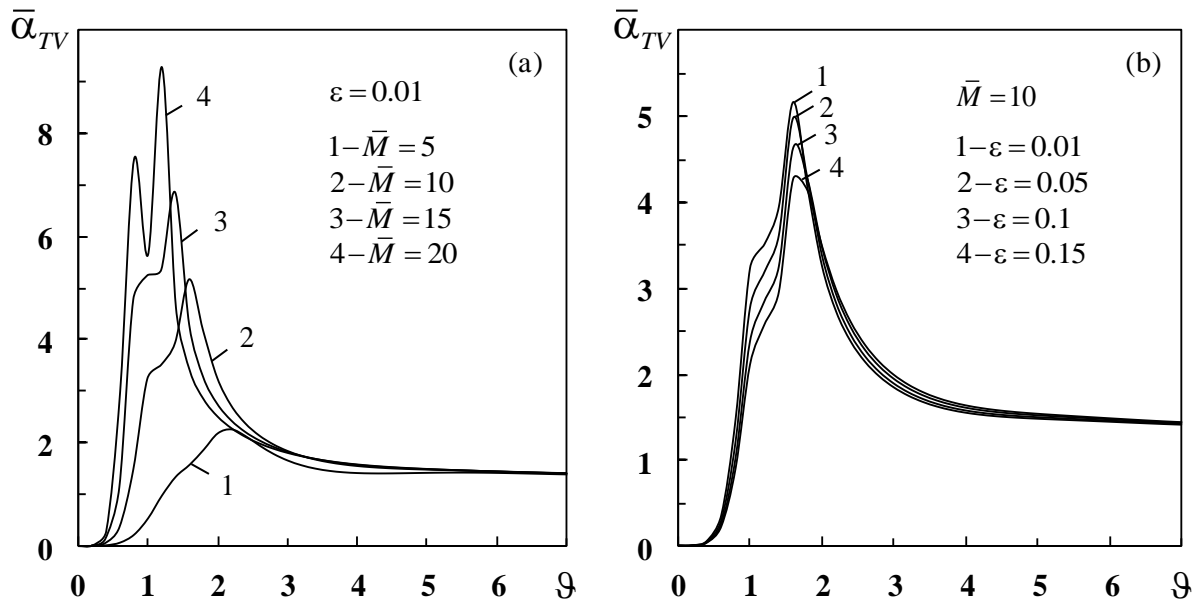 ᾱTV
(a)
ε = 0.01
1 – M̄ = 5
2 – M̄ = 10
3 – M̄ = 15
4 – M̄ = 20
4
3
2
1
8
6
4
2
0
0 1 2 3 4 5 6 ϑ
ᾱTV
(b)
M̄ = 10
1 – ε = 0.01
2 – ε = 0.05
3 – ε = 0.1
4 – ε = 0.15
1
2
3
4
5
4
3
2
1
0
0 1 2 3 4 5 6 ϑ